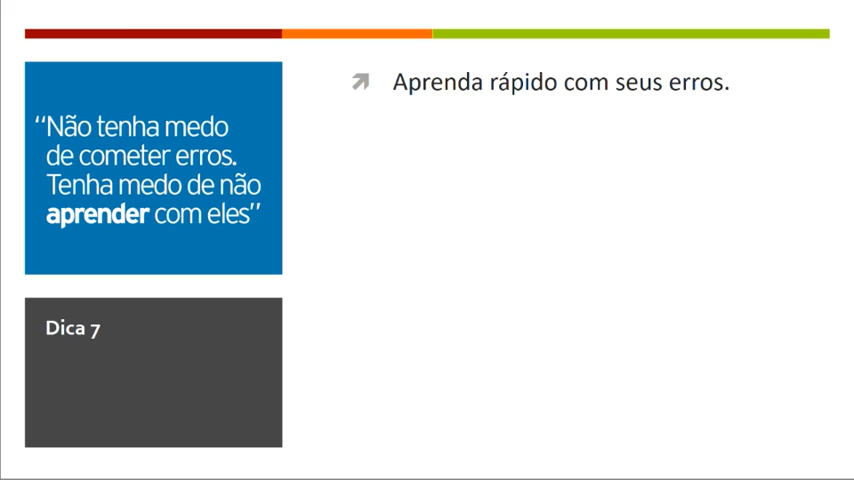 “Não tenha medo
de cometer erros.
Tenha medo de não
aprender com eles”
Aprenda rápido com seus erros.
Dica 7